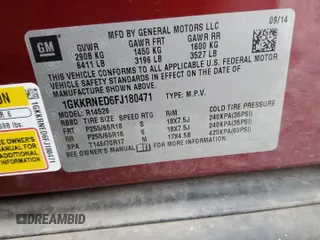 09/14
GM
MFD BY GENERAL MOTORS LLC
GVWR GAWR FRT GAWR RR
2908 KG 1450 KG 1600 KG
6411 LB 3196 LB 3527 LB
THIS VEHICLE CONFORMS TO ALL APPLICABLE U.S. FEDERAL MOTOR
VEHICLE SAFETY STANDARDS IN EFFECT ON THE DATE OF
MANUFACTURE SHOWN ABOVE.
1GKKRNED6FJ180471 TYPE: M.P.V.
MODEL: R14526
TIRE SIZE SPEED RTG RIM COLD TIRE PRESSURE
FRT P255/65R18 S 18X7.5J 240KPA(35PSI)
RR P255/65R18 S 18X7.5J 240KPA(35PSI)
SPA T145/70R17 M 17X4.5B 420KPA(60PSI)
SEE OWNER'S MANUAL FOR MORE INFORMATION.
ON
1GKKRNED6FJ180471
DREAMBID